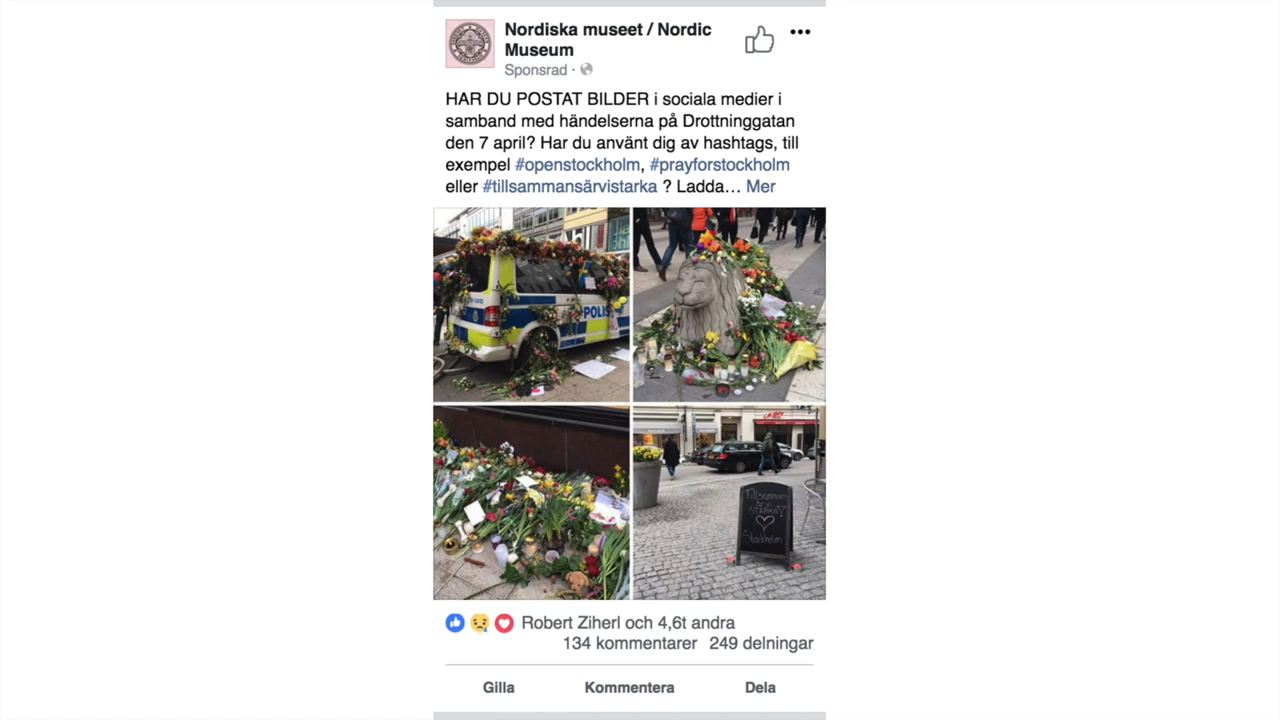 Nordiska museet / Nordic
Museum
Sponsrad ·
HAR DU POSTAT BILDER i sociala medier i
samband med händelserna på Drottninggatan
den 7 april? Har du använt dig av hashtags, till
exempel #openstockholm, #prayforstockholm
eller #tillsammansärvistarka ? Ladda… Mer
POLIS
Tillsammans
är vi
STARKA!
Stockholm
Robert Ziherl och 4,6t andra
134 kommentarer 249 delningar
Gilla Kommentera Dela